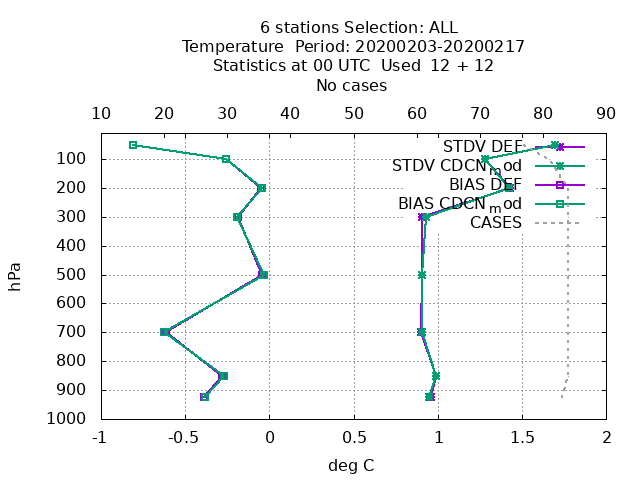 6 stations Selection: ALL
Temperature  Period: 20200203-20200217
Statistics at 00 UTC  Used  12 + 12
No cases
10 20 30 40 50 60 70 80 90
STDV DEF
STDV CDCN_mod
BIAS DEF
BIAS CDCN_mod
CASES
100
200
300
400
500
600
700
800
900
1000
hPa
-1 -0.5 0 0.5 1 1.5 2
deg C